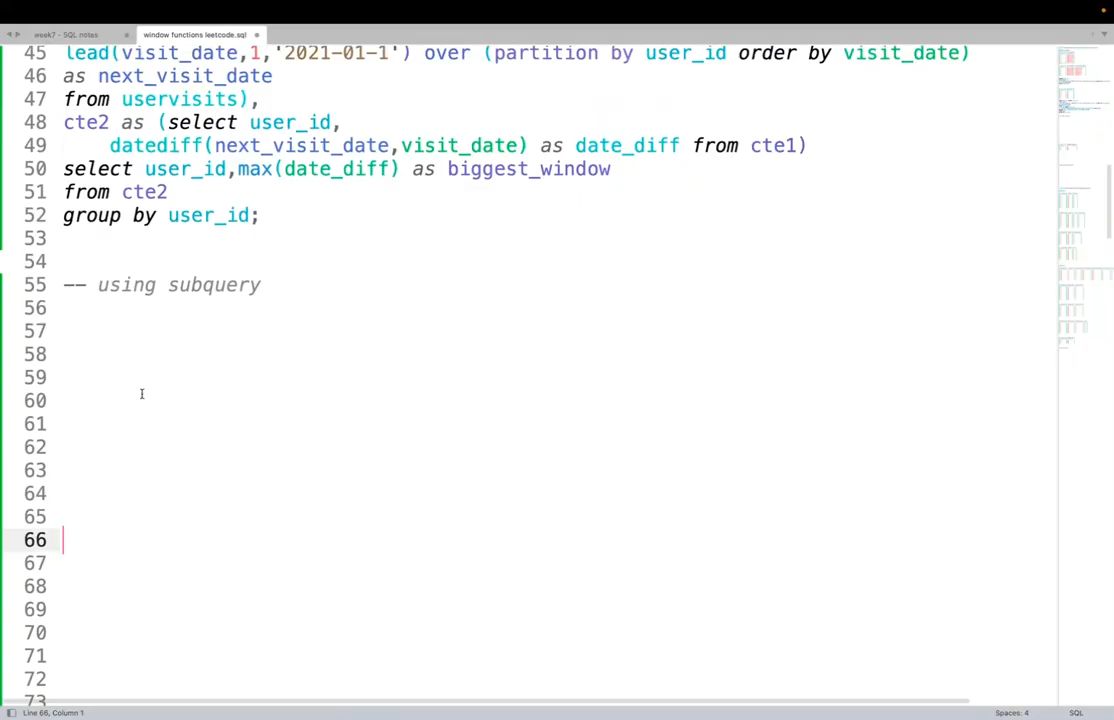 week7 - SQL notes
window functions leetcode.sql
45 lead(visit_date,1,'2021-01-1') over (partition by user_id order by visit_date)
46 as next_visit_date
47 from uservisits),
48 cte2 as (select user_id,
49 datediff(next_visit_date,visit_date) as date_diff from cte1)
50 select user_id,max(date_diff) as biggest_window
51 from cte2
52 group by user_id;
53
54
55 -- using subquery
56
57
58
59
60
61
62
63
64
65
66
67
68
69
70
71
72
73
Line 66, Column 1
Spaces: 4
SQL